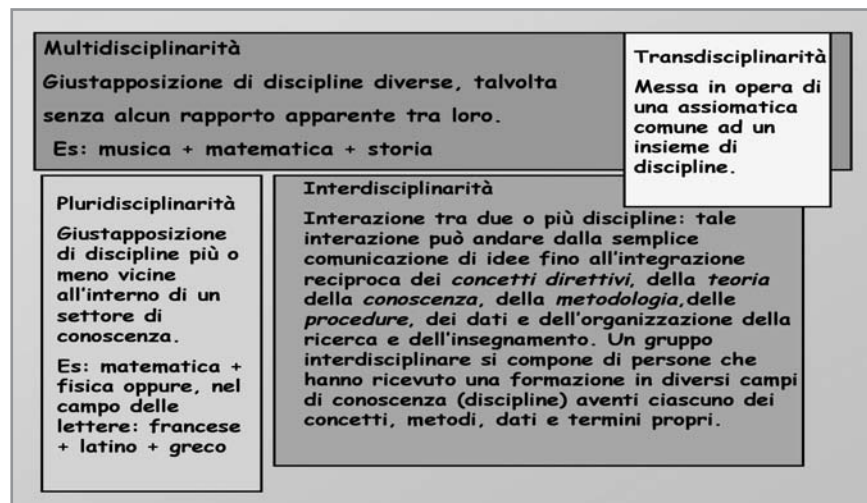 Multidisciplinarità
Giustapposizione di discipline diverse, talvolta
senza alcun rapporto apparente tra loro.
Es: musica + matematica + storia
Transdisciplinarità
Messa in opera di
una assiomatica
comune ad un
insieme di
discipline.
Pluridisciplinarità
Giustapposizione
di discipline più o
meno vicine
all'interno di un
settore di
conoscenza.
Es: matematica +
fisica oppure, nel
campo delle
lettere: francese
+ latino + greco
Interdisciplinarità
Interazione tra due o più discipline: tale
interazione può andare dalla semplice
comunicazione di idee fino all'integrazione
reciproca dei concetti direttivi, della teoria
della conoscenza, della metodologia,delle
procedure, dei dati e dell'organizzazione della
ricerca e dell'insegnamento. Un gruppo
interdisciplinare si compone di persone che
hanno ricevuto una formazione in diversi campi
di conoscenza (discipline) aventi ciascuno dei
concetti, metodi, dati e termini propri.